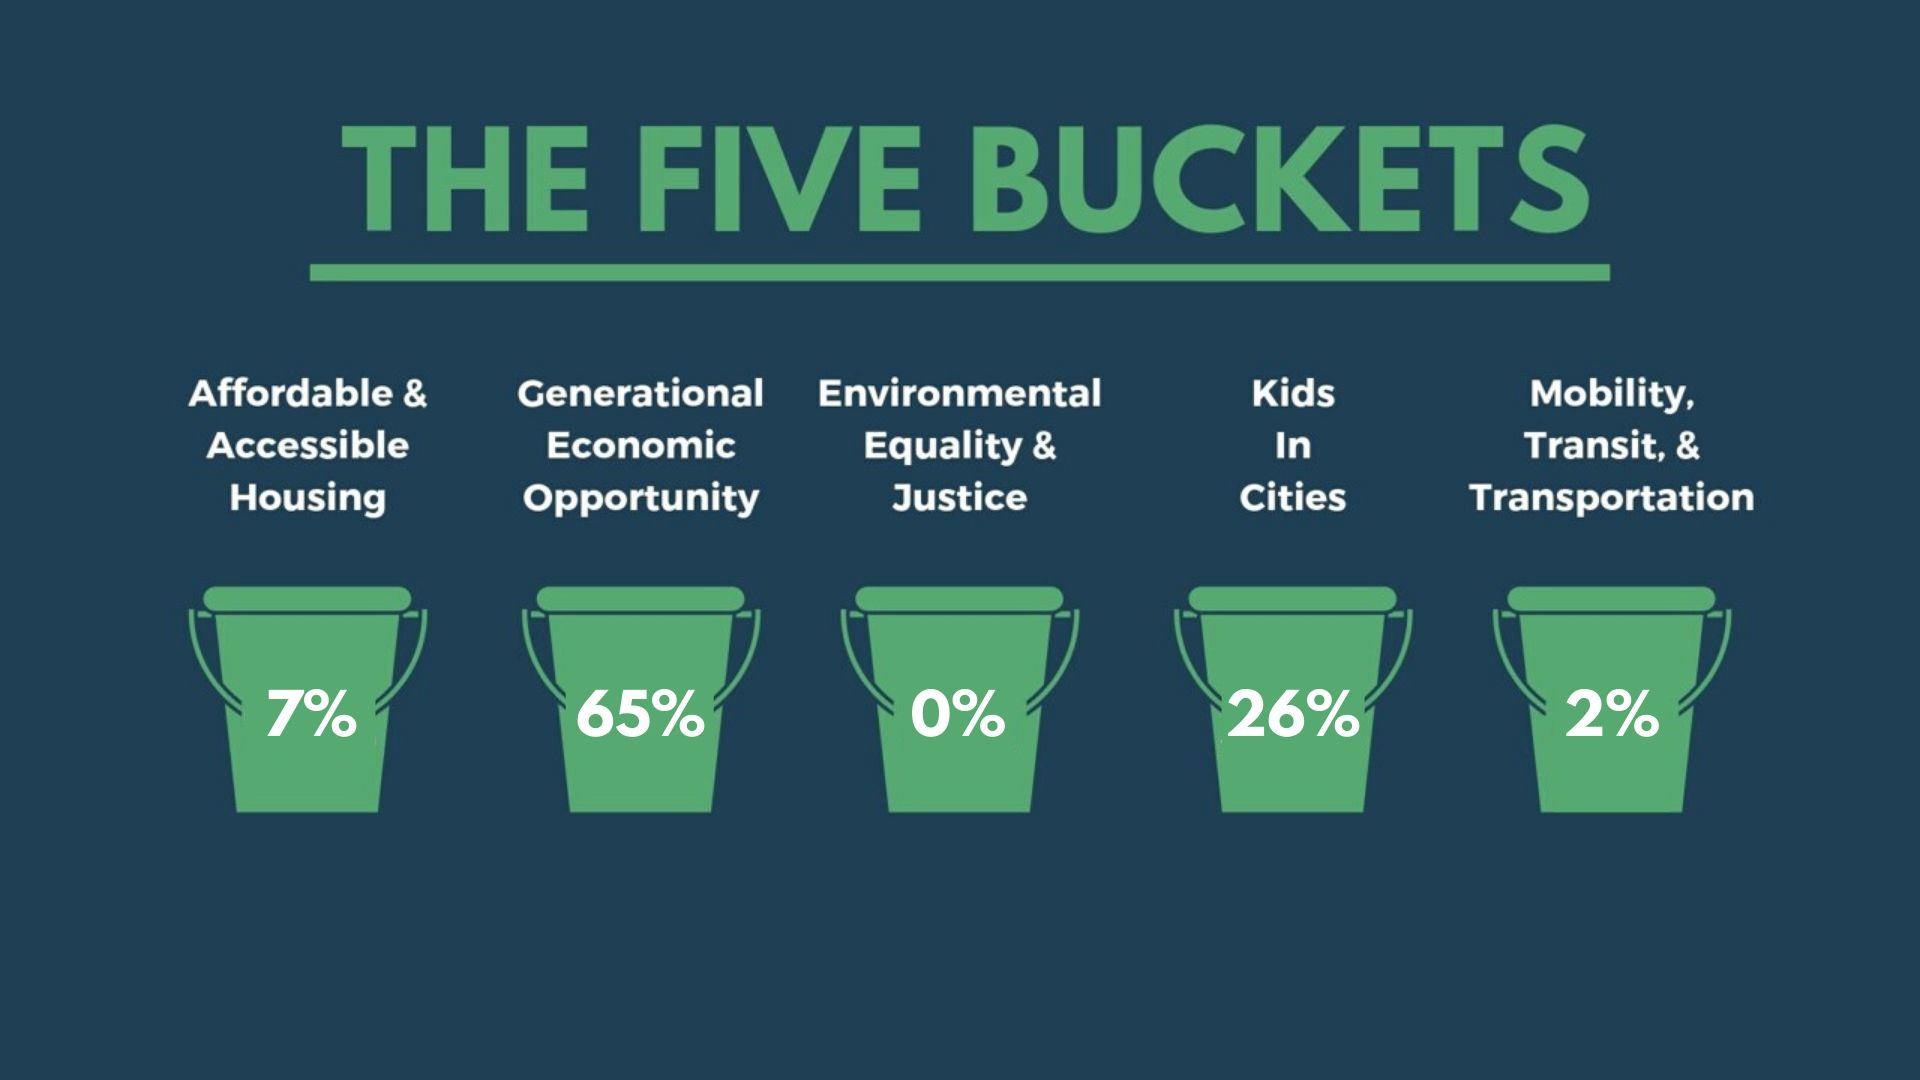 THE FIVE BUCKETS
Affordable &
Accessible
Housing
Generational
Economic
Opportunity
Environmental
Equality &
Justice
Kids
In
Cities
Mobility,
Transit, &
Transportation
7%
65%
0%
26%
2%